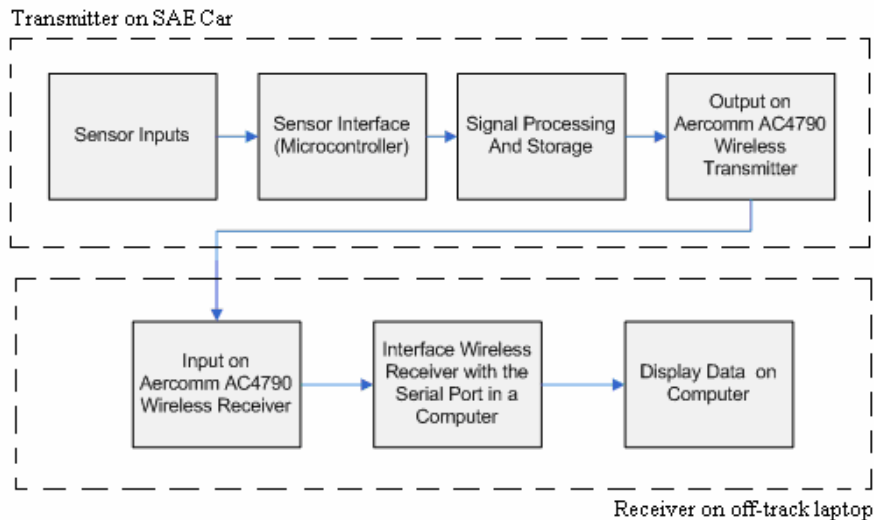 Transmitter on SAE Car
Sensor Inputs
Sensor Interface
(Microcontroller)
Signal Processing
And Storage
Output on
Aercomm AC4790
Wireless
Transmitter
Input on
Aercomm AC4790
Wireless Receiver
Interface Wireless
Receiver with the
Serial Port in a
Computer
Display Data on
Computer
Receiver on off-track laptop